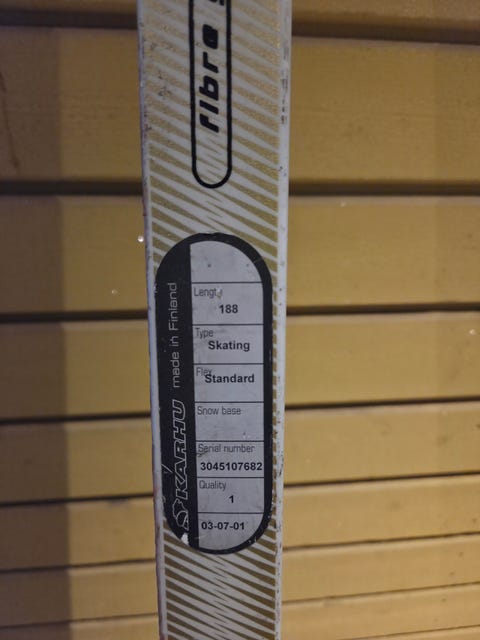 fibre
made in Finland
KARHU
Length
188
Type
Skating
Flex
Standard
Snow base
Serial number
3045107682
Quality
1
03-07-01